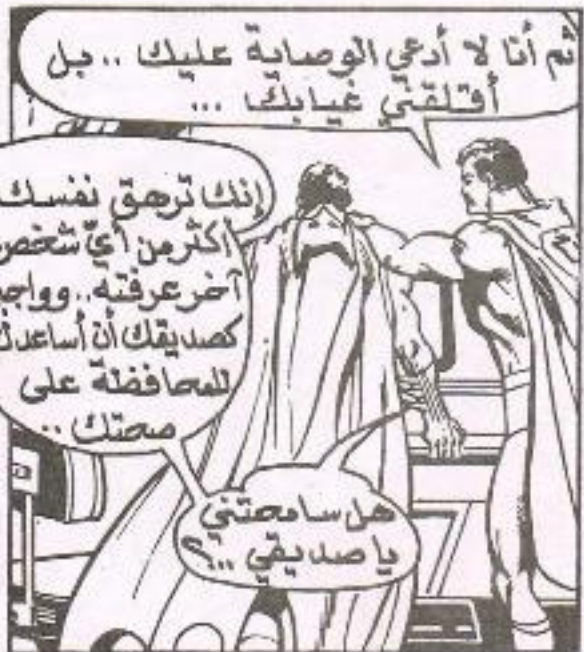 ثم أنا لا أدعي الوصاية عليك .. بل
أقلقني غيابك ...
إنك ترهق نفسك
أكثر من أيّ شخص
آخر عرفته .. وواجبي
كصديقك أن أساعدك
للمحافظة على
صحتك ..
هل سامحتني
يا صديقي ...؟